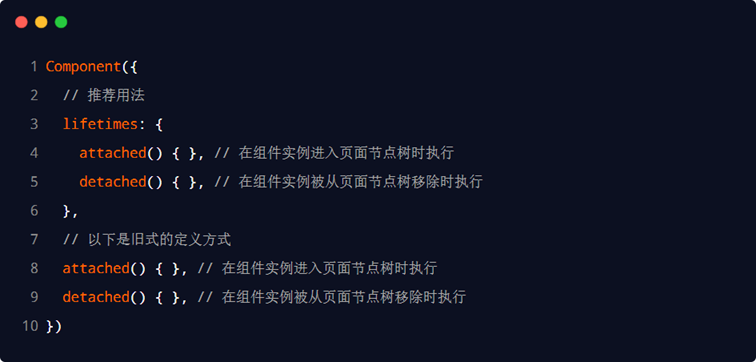 1 Component({
2 // 推荐用法
3 lifetimes: {
4 attached() { }, // 在组件实例进入页面节点树时执行
5 detached() { }, // 在组件实例被从页面节点树移除时执行
6 },
7 // 以下是旧式的定义方式
8 attached() { }, // 在组件实例进入页面节点树时执行
9 detached() { }, // 在组件实例被从页面节点树移除时执行
10 })